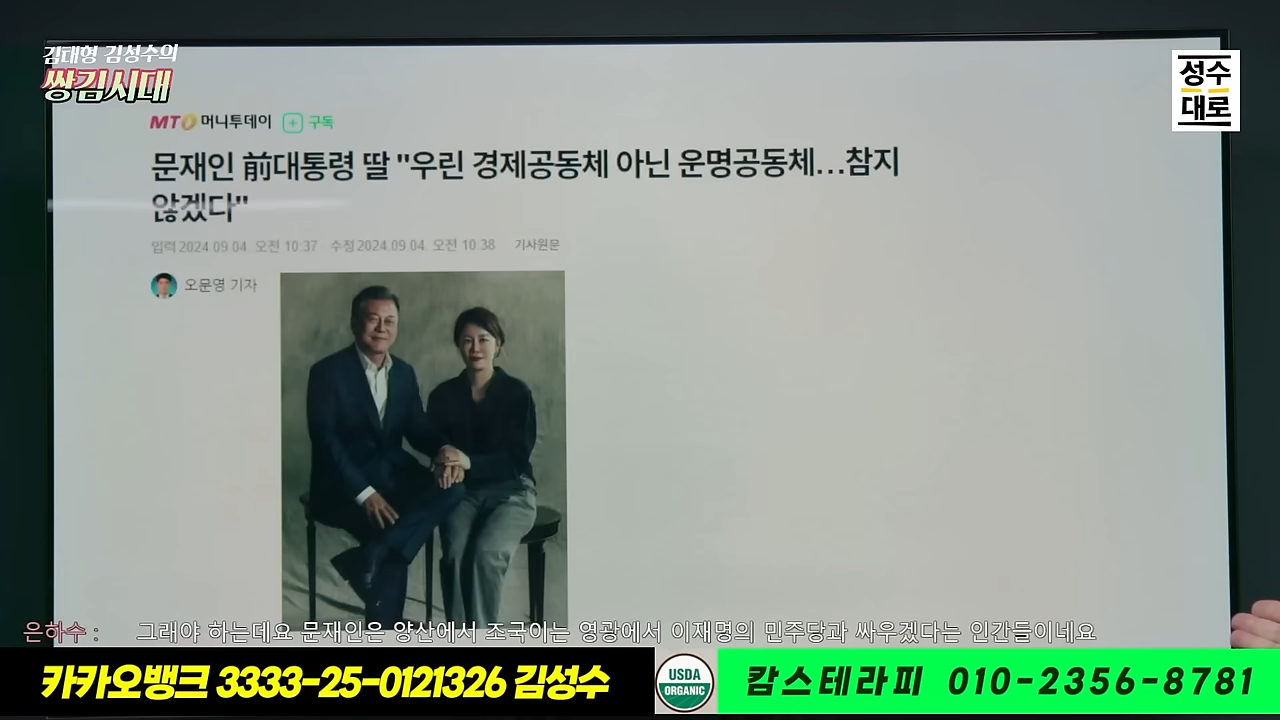 김대형 김성수의
쌍김시대
성수
대로
MTO 머니투데이 + 구독
문재인 前대통령 딸 "우린 경제공동체 아닌 운명공동체…참지
않겠다"
입력 2024.09.04. 오전 10:37 수정 2024.09.04. 오전 10:38 기사원문
오문영 기자
은하수 : 그래야 하는데요 문재인은 양산에서 조국이는 영광에서 이재명의 민주당과 싸우겠다는 인간들이네요
카카오뱅크 3333-25-0121326 김성수
USDA
ORGANIC
캄스테라피 010-2356-8781